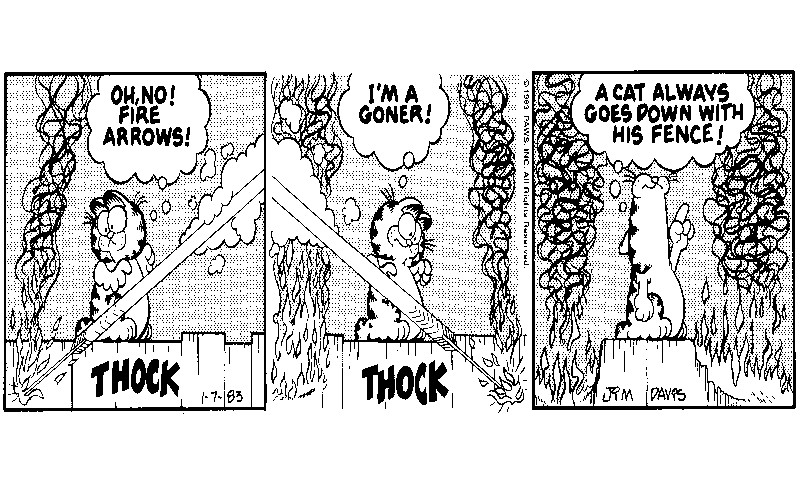 OH, NO!
FIRE
ARROWS!
THOCK
1-7-83
I'M A
GONER!
THOCK
© 1983 PAWS, INC. All Rights Reserved.
A CAT ALWAYS
GOES DOWN WITH
HIS FENCE!
JIM DAVIS